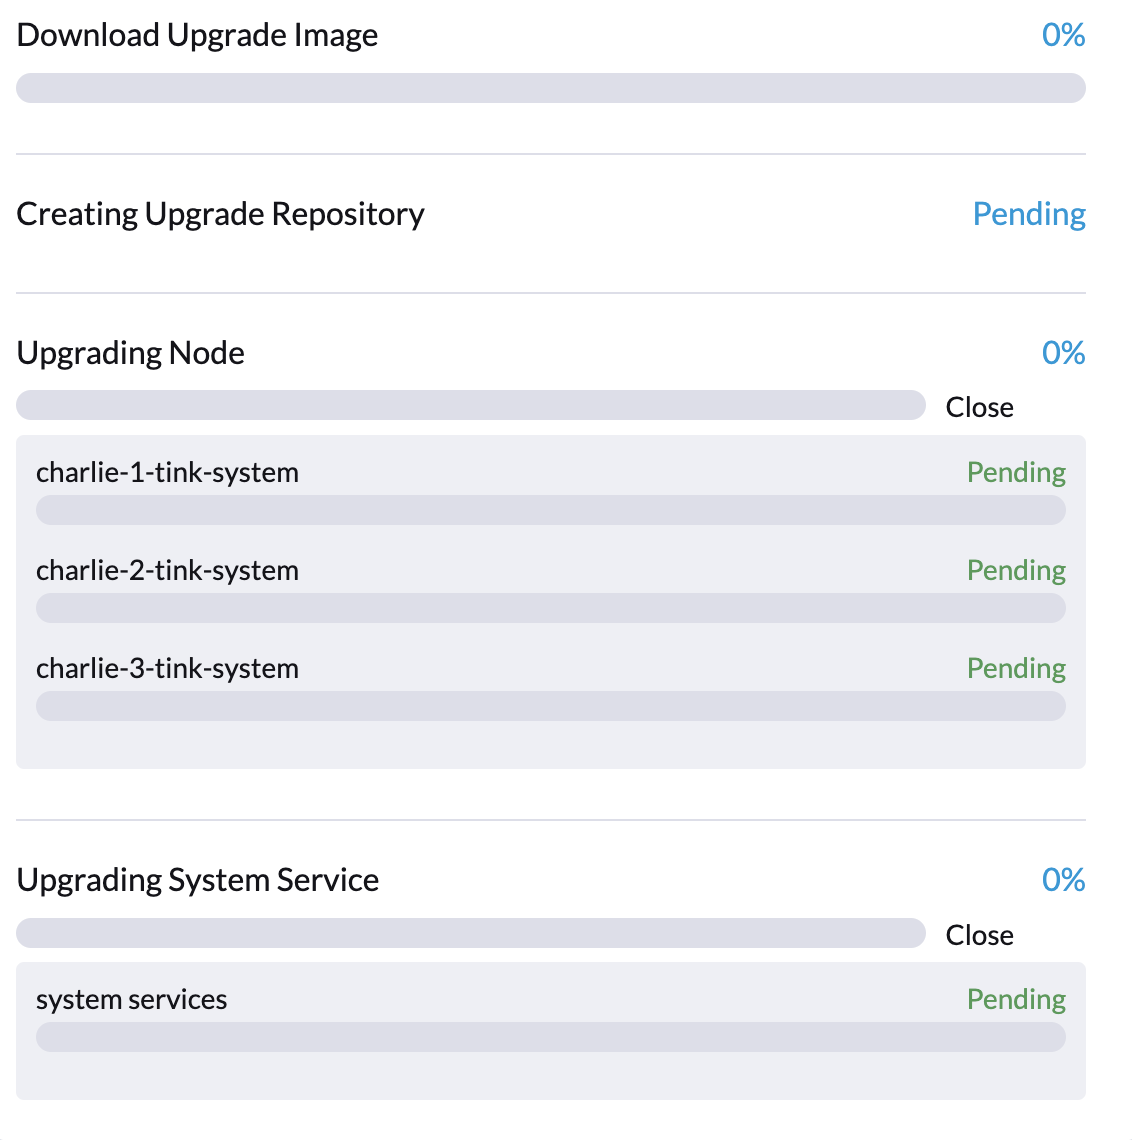 Download Upgrade Image 0%
Creating Upgrade Repository Pending
Upgrading Node 0%
Close
charlie-1-tink-system Pending
charlie-2-tink-system Pending
charlie-3-tink-system Pending
Upgrading System Service 0%
Close
system services Pending